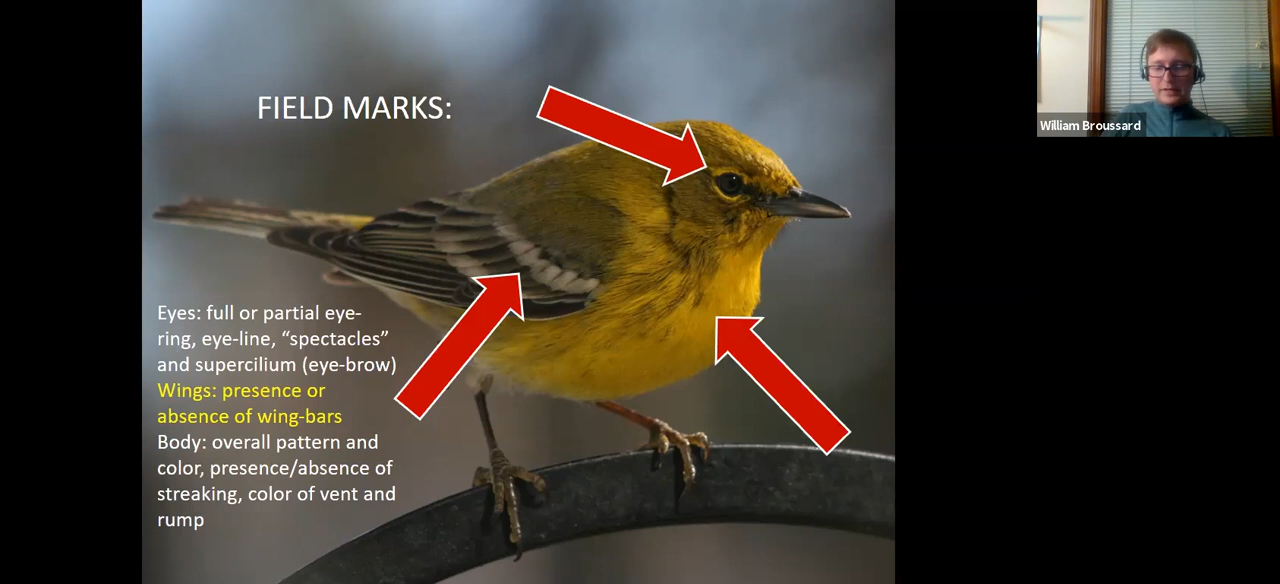 FIELD MARKS:
William Broussard
Eyes: full or partial eye-
ring, eye-line, “spectacles”
and supercilium (eye-brow)
Wings: presence or
absence of wing-bars
Body: overall pattern and
color, presence/absence of
streaking, color of vent and
rump